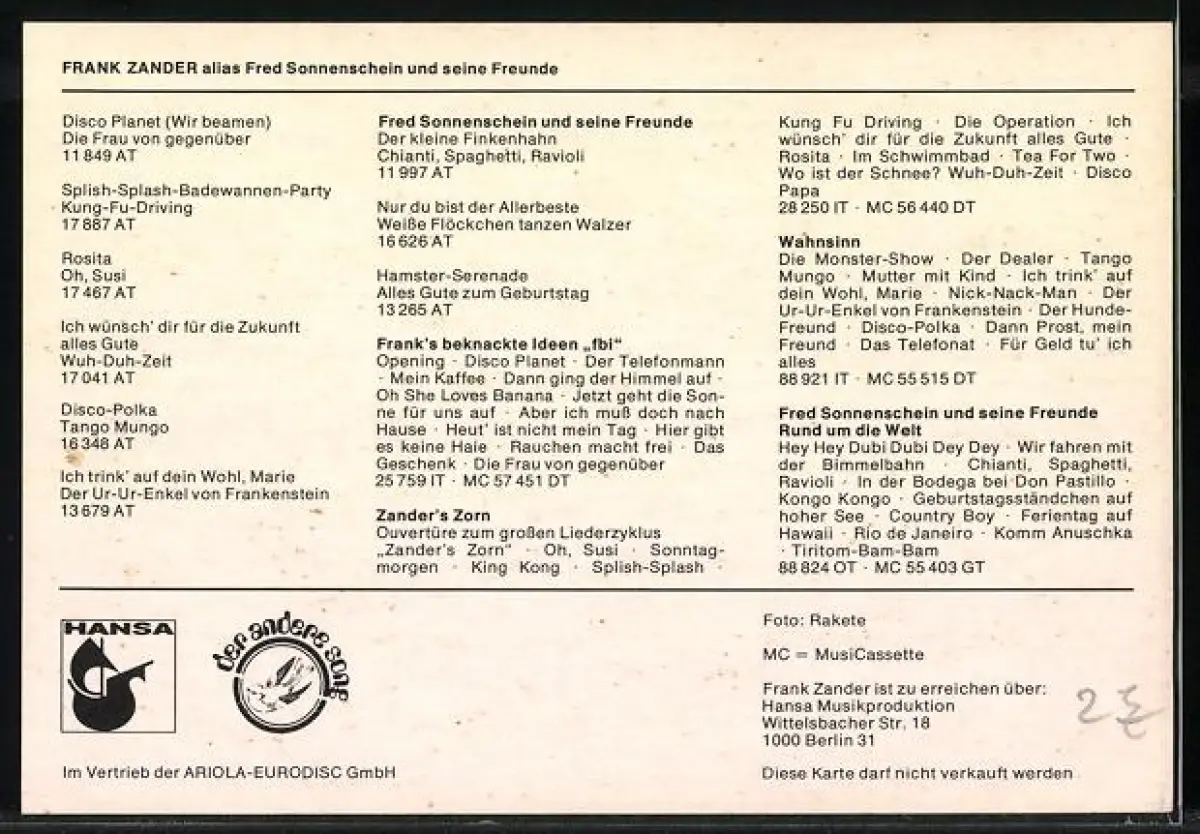 FRANK ZANDER alias Fred Sonnenschein und seine Freunde
Disco Planet (Wir beamen)
Die Frau von gegenüber
11 849 AT
Splish-Splash-Badewannen-Party
Kung-Fu-Driving
17 887 AT
Rosita
Oh, Susi
17 467 AT
Ich wünsch' dir für die Zukunft
alles Gute
Wuh-Duh-Zeit
17 041 AT
Disco-Polka
Tango Mungo
16 348 AT
Ich trink' auf dein Wohl, Marie
Der Ur-Ur-Enkel von Frankenstein
13 679 AT
Fred Sonnenschein und seine Freunde
Der kleine Finkenhahn
Chianti, Spaghetti, Ravioli
11 997 AT
Nur du bist der Allerbeste
Weiße Flöckchen tanzen Walzer
16 626 AT
Hamster-Serenade
Alles Gute zum Geburtstag
13 265 AT
Frank's beknackte Ideen „fbi“
Opening · Disco Planet · Der Telefonmann
· Mein Kaffee · Dann ging der Himmel auf ·
Oh She Loves Banana · Jetzt geht die Son-
ne für uns auf · Aber ich muß doch nach
Hause · Heut' ist nicht mein Tag · Hier gibt
es keine Haie · Rauchen macht frei · Das
Geschenk · Die Frau von gegenüber
25 759 IT · MC 57 451 DT
Zander's Zorn
Ouvertüre zum großen Liederzyklus
„Zander's Zorn“ · Oh, Susi · Sonntag-
morgen · King Kong · Splish-Splash ·
Kung Fu Driving · Die Operation · Ich
wünsch' dir für die Zukunft alles Gute ·
Rosita · Im Schwimmbad · Tea For Two ·
Wo ist der Schnee? Wuh-Duh-Zeit · Disco
Papa
28 250 IT · MC 56 440 DT
Wahnsinn
Die Monster-Show · Der Dealer · Tango
Mungo · Mutter mit Kind · Ich trink' auf
dein Wohl, Marie · Nick-Nack-Man · Der
Ur-Ur-Enkel von Frankenstein · Der Hunde-
Freund · Disco-Polka · Dann Prost, mein
Freund · Das Telefonat · Für Geld tu' ich
alles
88 921 IT · MC 55 515 DT
Fred Sonnenschein und seine Freunde
Rund um die Welt
Hey Hey Dubi Dubi Dey Dey · Wir fahren mit
der Bimmelbahn · Chianti, Spaghetti,
Ravioli · In der Bodega bei Don Pastillo ·
Kongo Kongo · Geburtstagsständchen auf
hoher See · Country Boy · Ferientag auf
Hawaii · Rio de Janeiro · Komm Anuschka
· Tiritom-Bam-Bam
88 824 OT · MC 55 403 GT
HANSA
der andere song
Im Vertrieb der ARIOLA-EURODISC GmbH
Foto: Rakete
MC = MusiCassette
Frank Zander ist zu erreichen über:
Hansa Musikproduktion
Wittelsbacher Str. 18
1000 Berlin 31
Diese Karte darf nicht verkauft werden